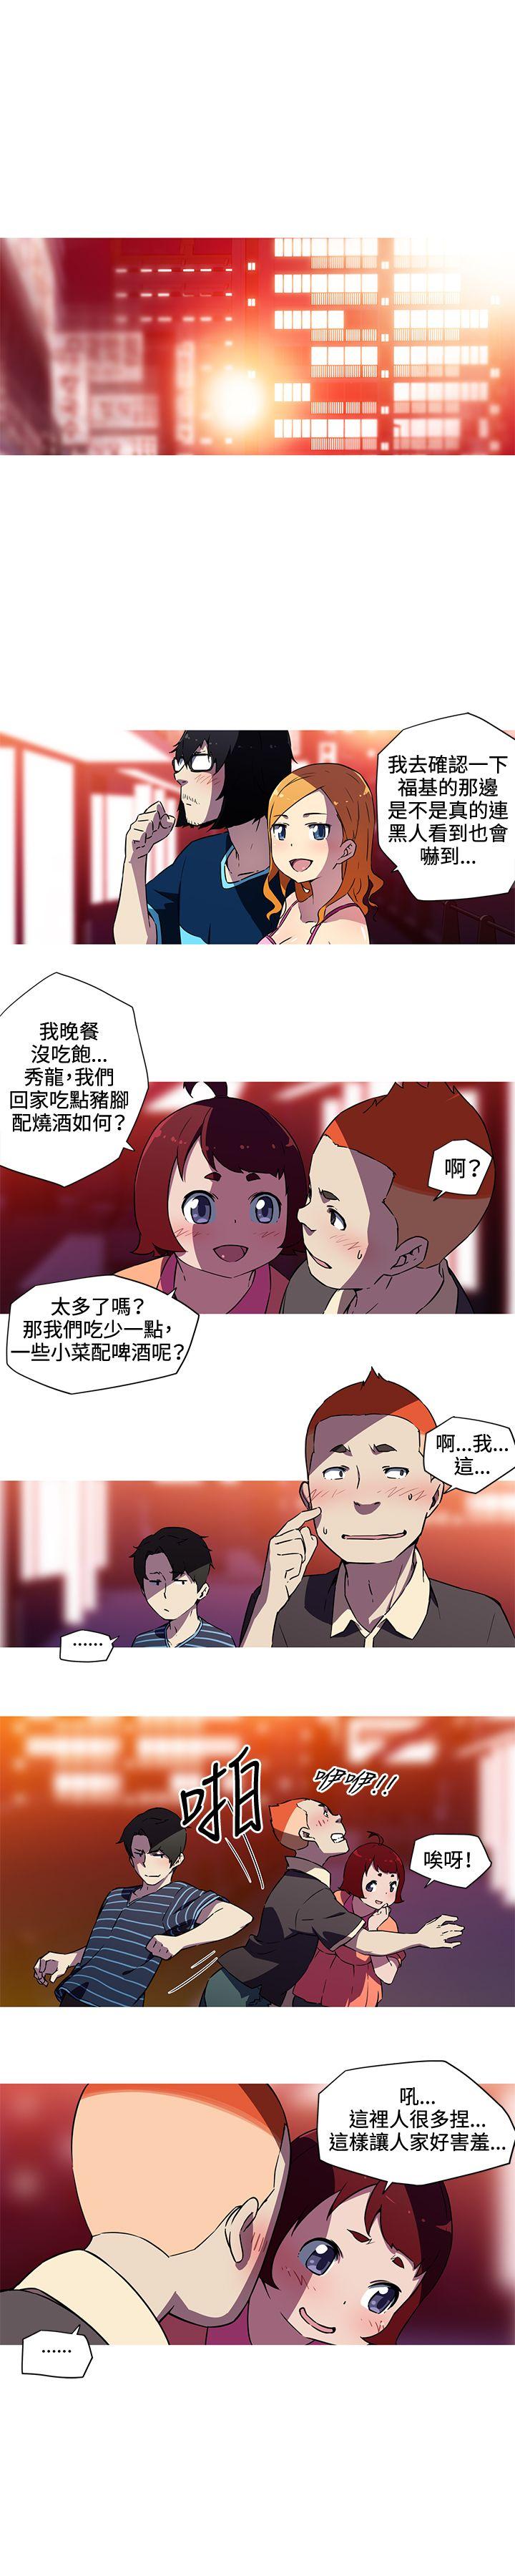 我去確認一下
福基的那邊
是不是真的連
黑人看到也會
嚇到...
我晚餐
沒吃飽...
秀龍，我們
回家吃點豬腳
配燒酒如何？
啊？
太多了嗎？
那我們吃少一點，
一些小菜配啤酒呢？
啊...我...
這...
......
啪
咿咿!!
唉呀！
吼...
這裡人很多捏...
這樣讓人家好害羞...
......